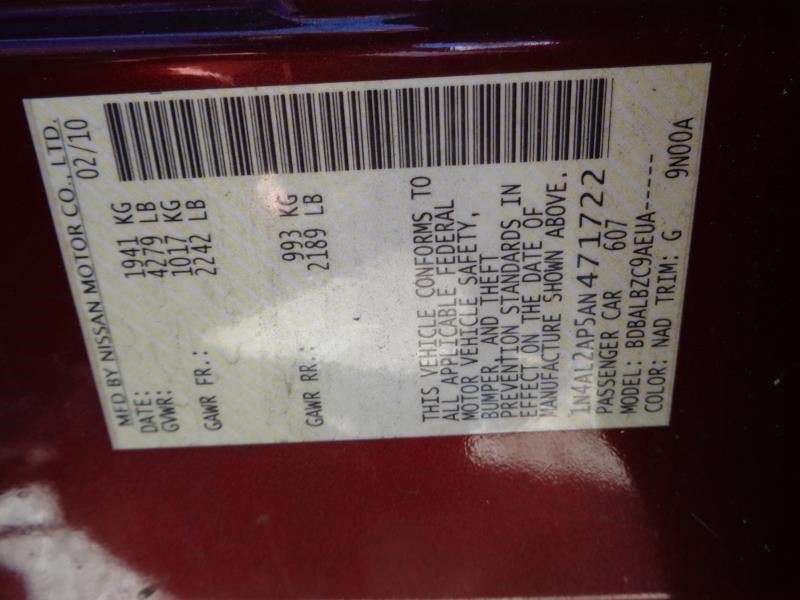 MFD BY NISSAN MOTOR CO., LTD.
DATE: 02/10
GVWR: 1941 KG
4279 LB
GAWR FR.: 1017 KG
2242 LB
GAWR RR.: 993 KG
2189 LB
THIS VEHICLE CONFORMS TO
ALL APPLICABLE FEDERAL
MOTOR VEHICLE SAFETY,
BUMPER, AND THEFT
PREVENTION STANDARDS IN
EFFECT ON THE DATE OF
MANUFACTURE SHOWN ABOVE.
1N4AL2AP5AN471722
PASSENGER CAR 607
MODEL: BDBALBZC9AEUA-----
COLOR: NAD TRIM: G 9N00A